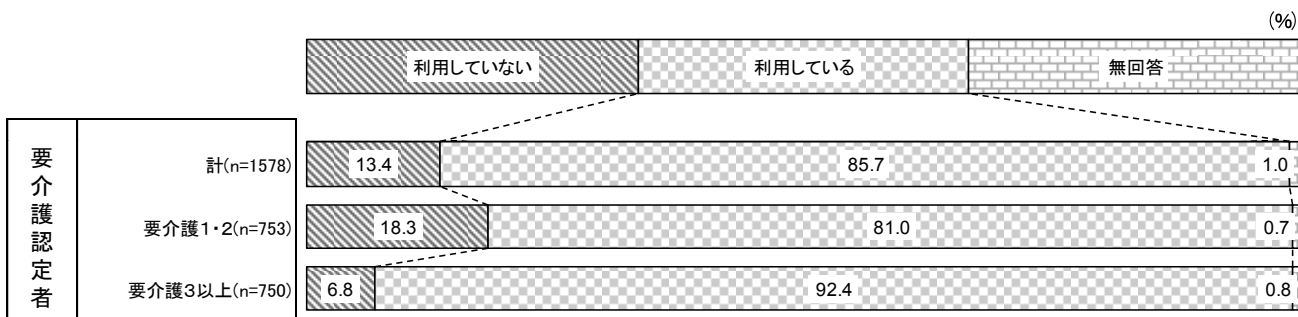 (%)
利用していない 利用している 無回答
要介護認定者
計(n=1578) 13.4 85.7 1.0
要介護1・2(n=753) 18.3 81.0 0.7
要介護3以上(n=750) 6.8 92.4 0.8